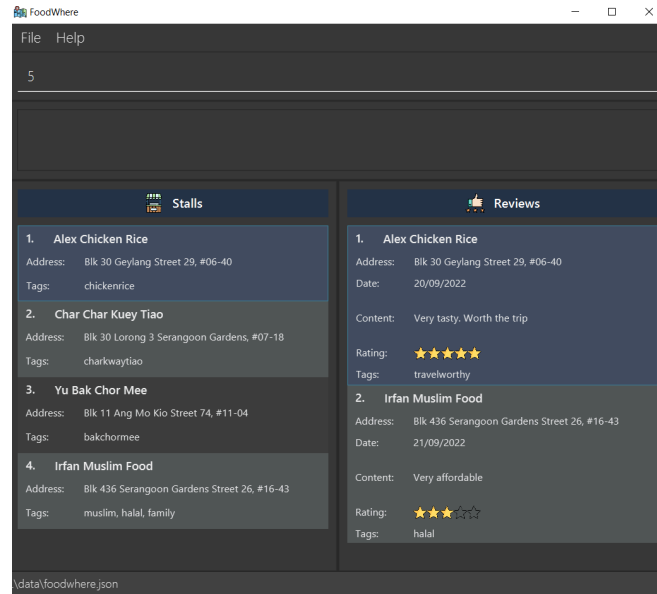 FoodWhere
File Help
5
Stalls
1. Alex Chicken Rice
Address: Blk 30 Geylang Street 29, #06-40
Tags: chickenrice
2. Char Char Kuey Tiao
Address: Blk 30 Lorong 3 Serangoon Gardens, #07-18
Tags: charkwaytiao
3. Yu Bak Chor Mee
Address: Blk 11 Ang Mo Kio Street 74, #11-04
Tags: bakchormee
4. Irfan Muslim Food
Address: Blk 436 Serangoon Gardens Street 26, #16-43
Tags: muslim, halal, family
Reviews
1. Alex Chicken Rice
Address: Blk 30 Geylang Street 29, #06-40
Date: 20/09/2022
Content: Very tasty. Worth the trip
Rating:
Tags: travelworthy
2. Irfan Muslim Food
Address: Blk 436 Serangoon Gardens Street 26, #16-43
Date: 21/09/2022
Content: Very affordable
Rating:
Tags: halal
.\data\foodwhere.json